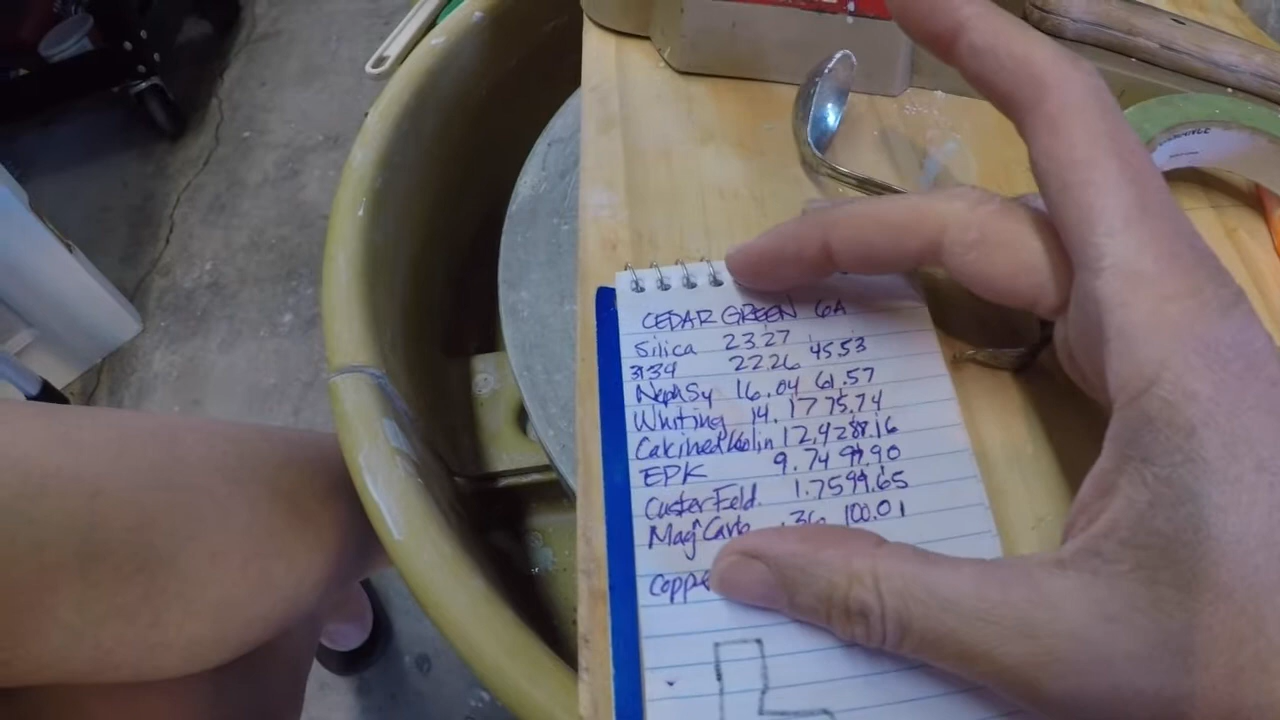 CEDAR GREEN 6A
Silica 23.27
3134 22.26 45.53
NephSy 16.04 61.57
Whiting 14.17 75.74
Calcined Kolin 12.42 88.16
EPK 9.74 97.90
Custer Feld. 1.75 99.65
Mag Carb .36 100.01